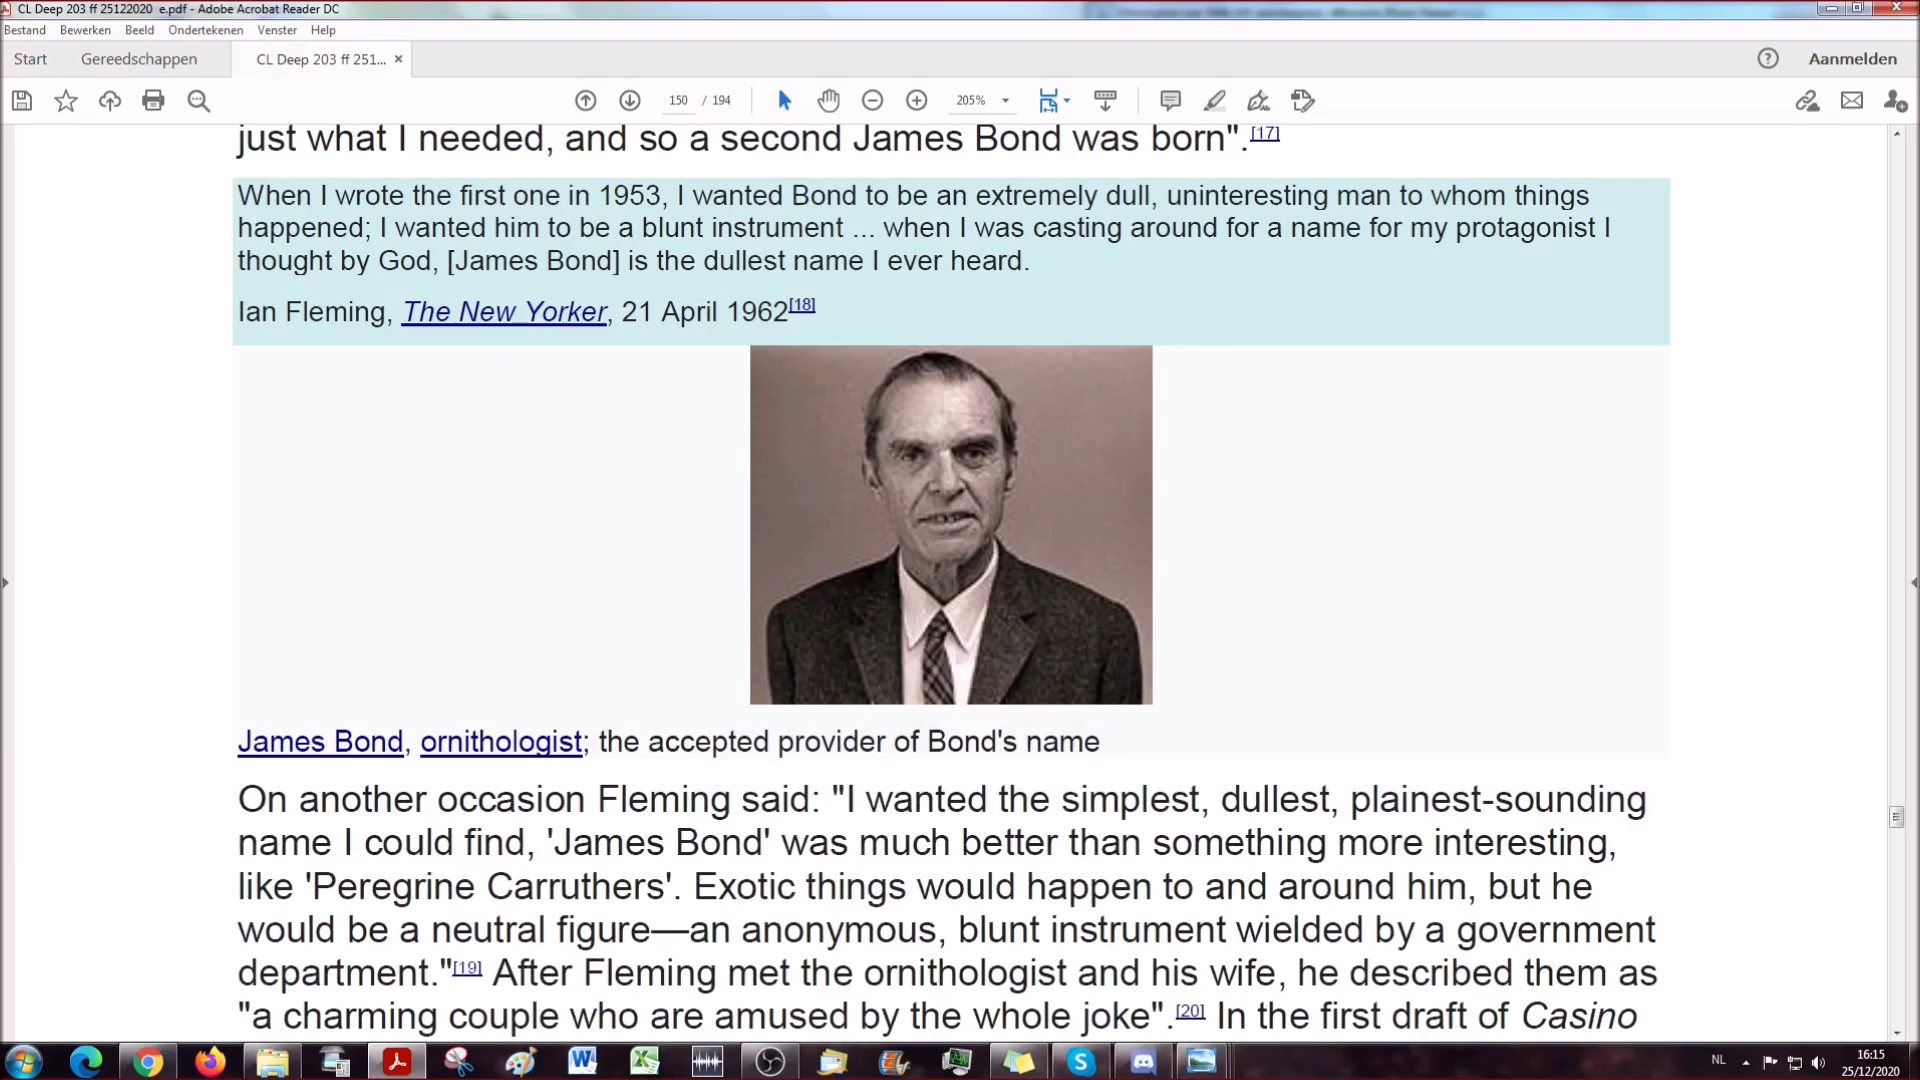 CL Deep 203 ff 25122020  e.pdf - Adobe Acrobat Reader DC
Bestand Bewerken Beeld Ondertekenen Venster Help
Start Gereedschappen CL Deep 203 ff 251... × Aanmelden
150 / 194 205%
just what I needed, and so a second James Bond was born".[17]
When I wrote the first one in 1953, I wanted Bond to be an extremely dull, uninteresting man to whom things
happened; I wanted him to be a blunt instrument ... when I was casting around for a name for my protagonist I
thought by God, [James Bond] is the dullest name I ever heard.
Ian Fleming, The New Yorker, 21 April 1962[18]
James Bond, ornithologist; the accepted provider of Bond's name
On another occasion Fleming said: "I wanted the simplest, dullest, plainest-sounding
name I could find, 'James Bond' was much better than something more interesting,
like 'Peregrine Carruthers'. Exotic things would happen to and around him, but he
would be a neutral figure—an anonymous, blunt instrument wielded by a government
department."[19] After Fleming met the ornithologist and his wife, he described them as
"a charming couple who are amused by the whole joke".[20] In the first draft of Casino
NL 16:15
25/12/2020